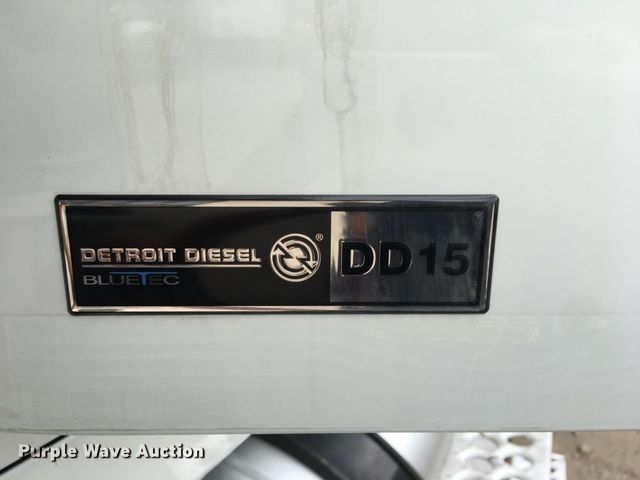 DETROIT DIESEL ® DD15
BLUETEC
Purple Wave Auction